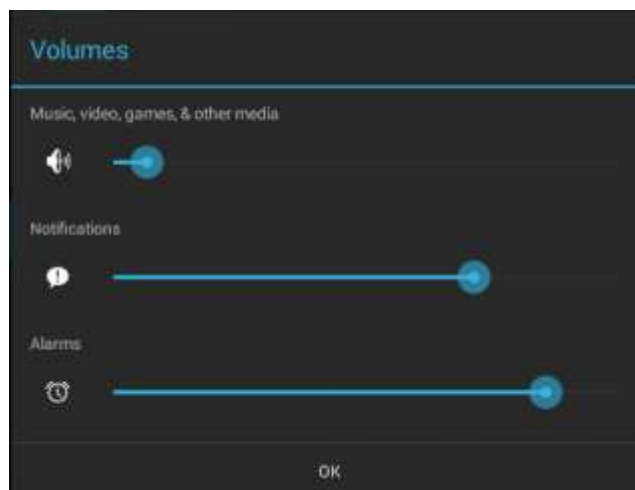 Volumes
Music, video, games, & other media
Notifications
Alarms
OK